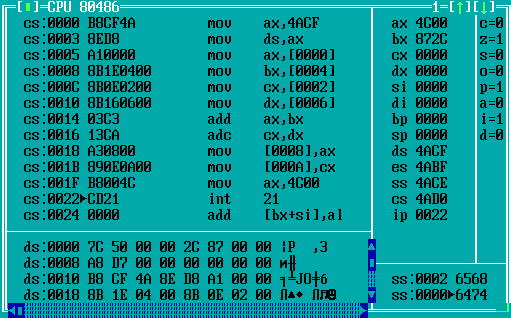 [■]=CPU 80486 1=[↑][↓]
cs:0000 B8CF4A mov ax,4ACF ax 4C00 c=0
cs:0003 8ED8 mov ds,ax bx 872C z=1
cs:0005 A10000 mov ax,[0000] cx 0000 s=0
cs:0008 8B1E0400 mov bx,[0004] dx 0000 o=0
cs:000C 8B0E0200 mov cx,[0002] si 0000 p=1
cs:0010 8B160600 mov dx,[0006] di 0000 a=0
cs:0014 03C3 add ax,bx bp 0000 i=1
cs:0016 13CA adc cx,dx sp 0000 d=0
cs:0018 A30800 mov [0008],ax ds 4ACF
cs:001B 890E0A00 mov [000A],cx es 4ABF
cs:001F B8004C mov ax,4C00 ss 4ACE
cs:0022►CD21 int 21 cs 4AD0
cs:0024 0000 add [bx+si],al ip 0022
ds:0000 7C 50 00 00 2C 87 00 00 |P ,З
ds:0008 A8 D7 00 00 00 00 00 00 и╫
ds:0010 B8 CF 4A 8E D8 A1 00 00 ╕╧JО╪б ss:0002 6568
ds:0018 8B 1E 04 00 8B 0E 02 00 Л▲♦ Л♫☻ ss:0000►6474